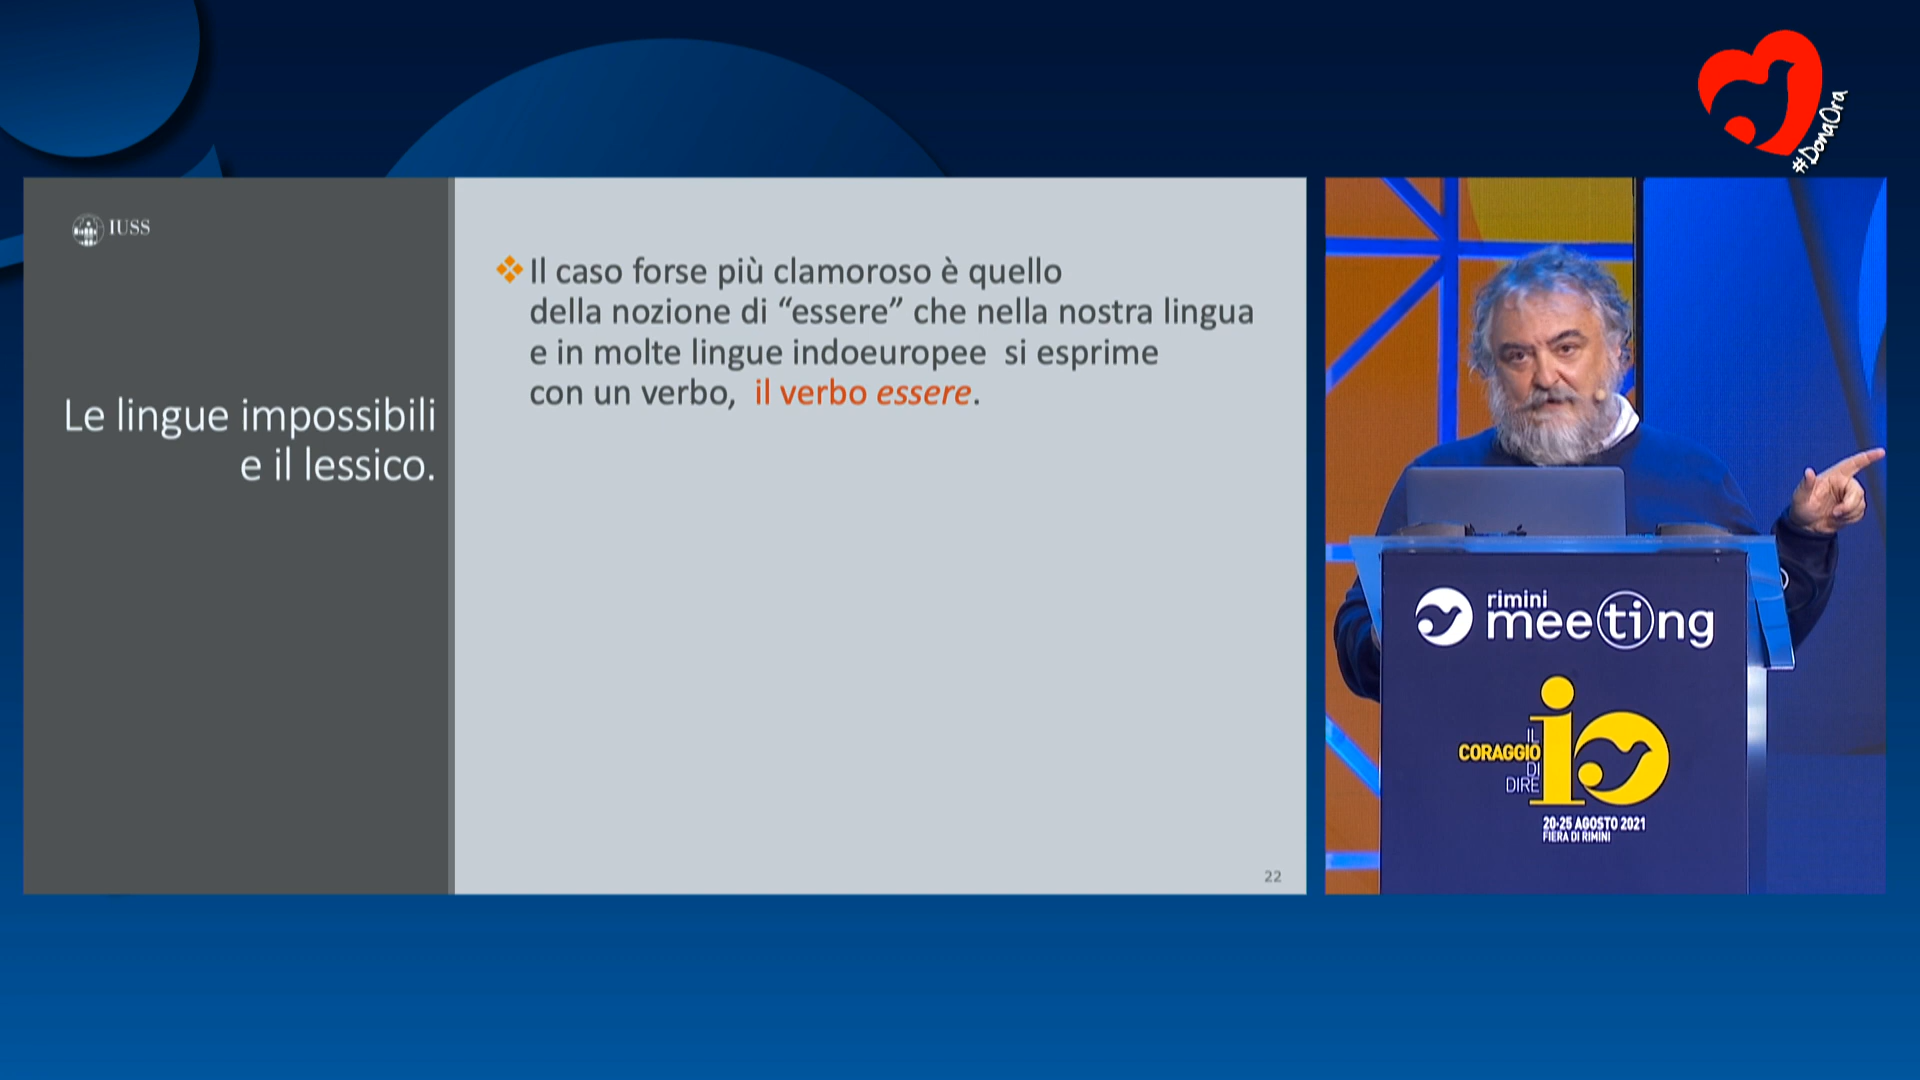 #DonaOra
IUSS
Le lingue impossibili
e il lessico.
❖ Il caso forse più clamoroso è quello
della nozione di “essere” che nella nostra lingua
e in molte lingue indoeuropee si esprime
con un verbo, il verbo essere.
22
rimini
meeting
IL
CORAGGIO
DI
DIRE
io
20-25 AGOSTO 2021
FIERA DI RIMINI